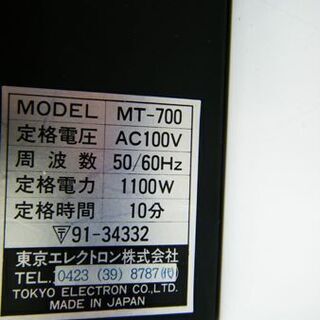 MODEL MT-700
定格電圧 AC100V
周波数 50/60Hz
定格電力 1100W
定格時間 10分
〒91-34332
東京エレクトロン株式会社
TEL. 0423 (39) 8787(代)
TOKYO ELECTRON CO.,LTD.
MADE IN JAPAN